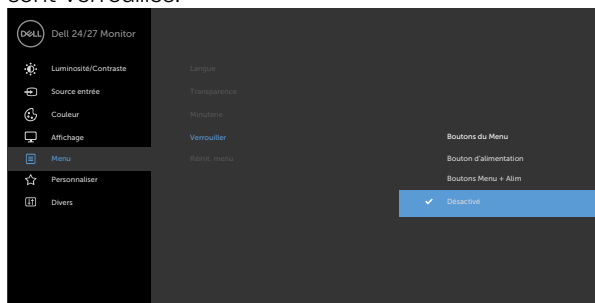 sont verrouillés.
DELL Dell 24/27 Monitor
Luminosité/Contraste Langue
Source entrée Transparence
Couleur Minuterie
Affichage Verrouiller Boutons du Menu
Menu Réinit. menu Bouton d'alimentation
Personnaliser Boutons Menu + Alim
Divers Désactivé